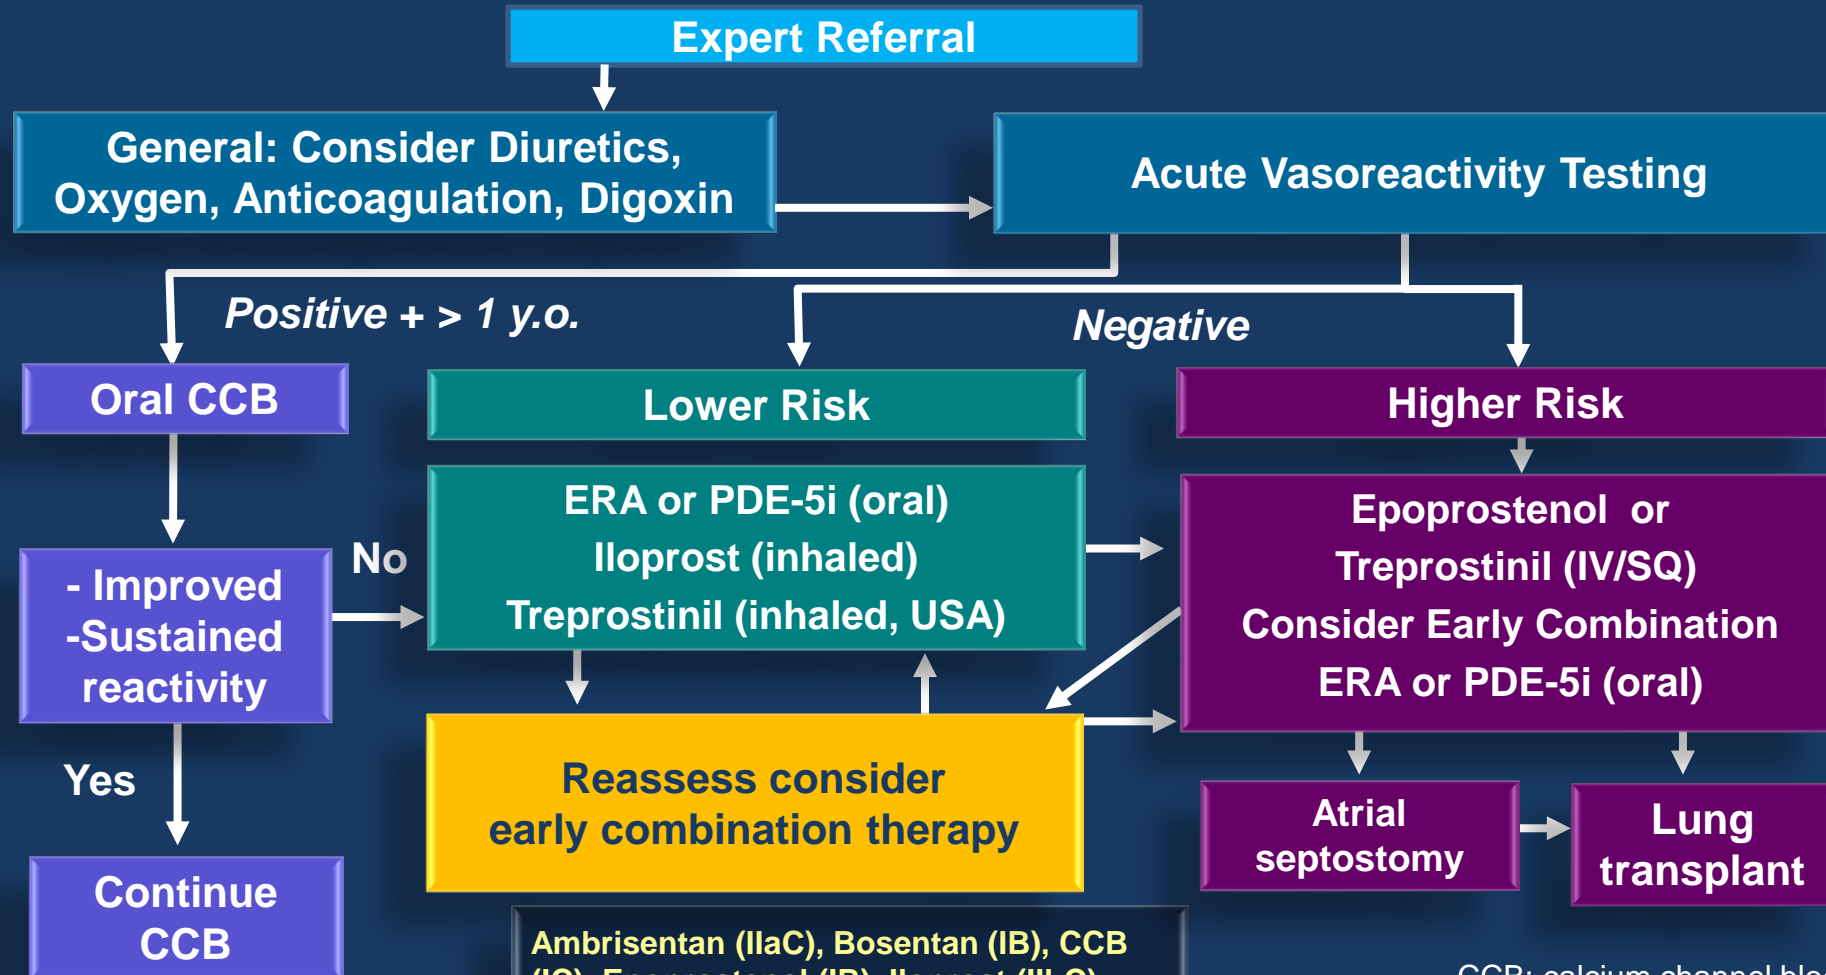 Expert Referral
General: Consider Diuretics,
Oxygen, Anticoagulation, Digoxin
Acute Vasoreactivity Testing
Positive + > 1 y.o.
Negative
Oral CCB
Lower Risk
Higher Risk
- Improved
-Sustained
reactivity
No
ERA or PDE-5i (oral)
Iloprost (inhaled)
Treprostinil (inhaled, USA)
Epoprostenol or
Treprostinil (IV/SQ)
Consider Early Combination
ERA or PDE-5i (oral)
Yes
Reassess consider
early combination therapy
Atrial
septostomy
Lung
transplant
Continue
CCB
Ambrisentan (IIaC), Bosentan (IB), CCB
CCB: calcium channel